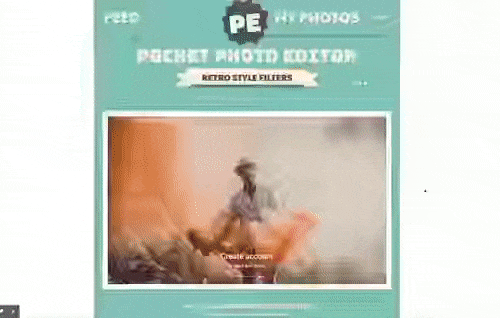 FEED
PE
MY PHOTOS
POCKET PHOTO EDITOR
RETRO STYLE FILTERS
Create account